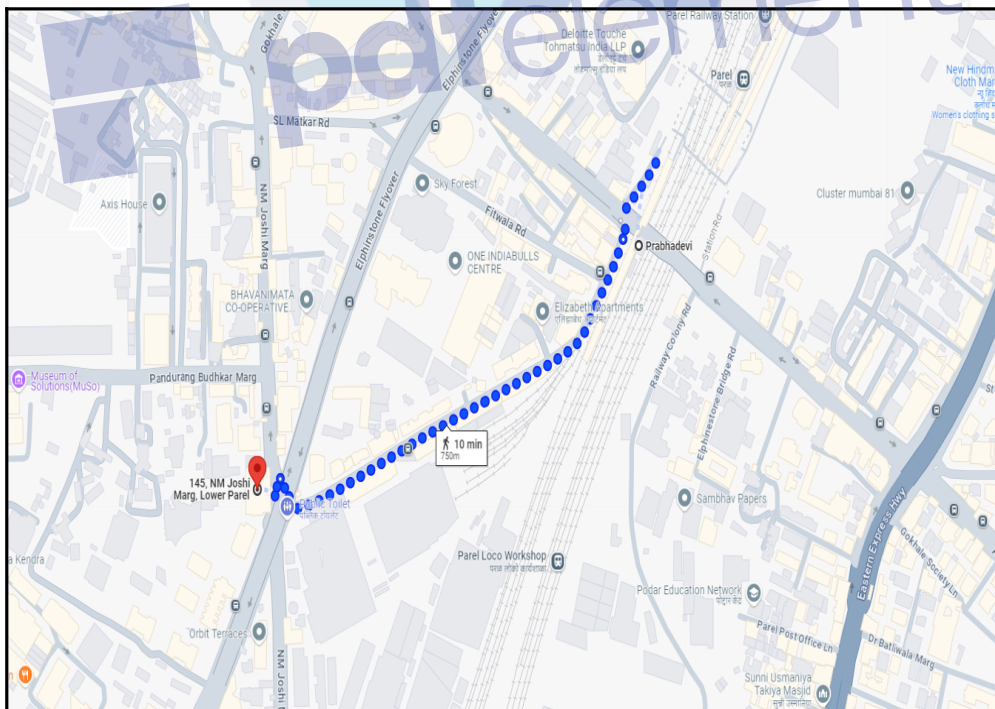 pdfelement
Parel Railway Station
Deloitte Touche
Tohmatsu India LLP
Parel
परळ
New Hindm
Cloth Mar
Women's clothing s
Gokhale
Elphinstone Flyover
SL Matkar Rd
Sky Forest
Axis House
NM Joshi Marg
Elphinstone Flyover
Fitwala Rd
Cluster mumbai 81
Station Rd
Prabhadevi
ONE INDIABULLS
CENTRE
BHAVANIMATA
CO-OPERATIVE...
Elizabeth Apartments
Railway Colony Rd
Elphinestore Bridge Rd
Museum of
Solutions(MuSo)
Pandurang Budhkar Marg
St
10 min
750m
145, NM Joshi
Marg, Lower Parel
Public Toilet
Sambhav Papers
Eastern Express Hwy
Gokhale Society Ln
a Kendra
Parel Loco Workshop
Podar Education Network
Parel Post Office Ln
Dr Batliwala Marg
Orbit Terraces
NM Joshi
Sunni Usmaniya
Takiya Masjid